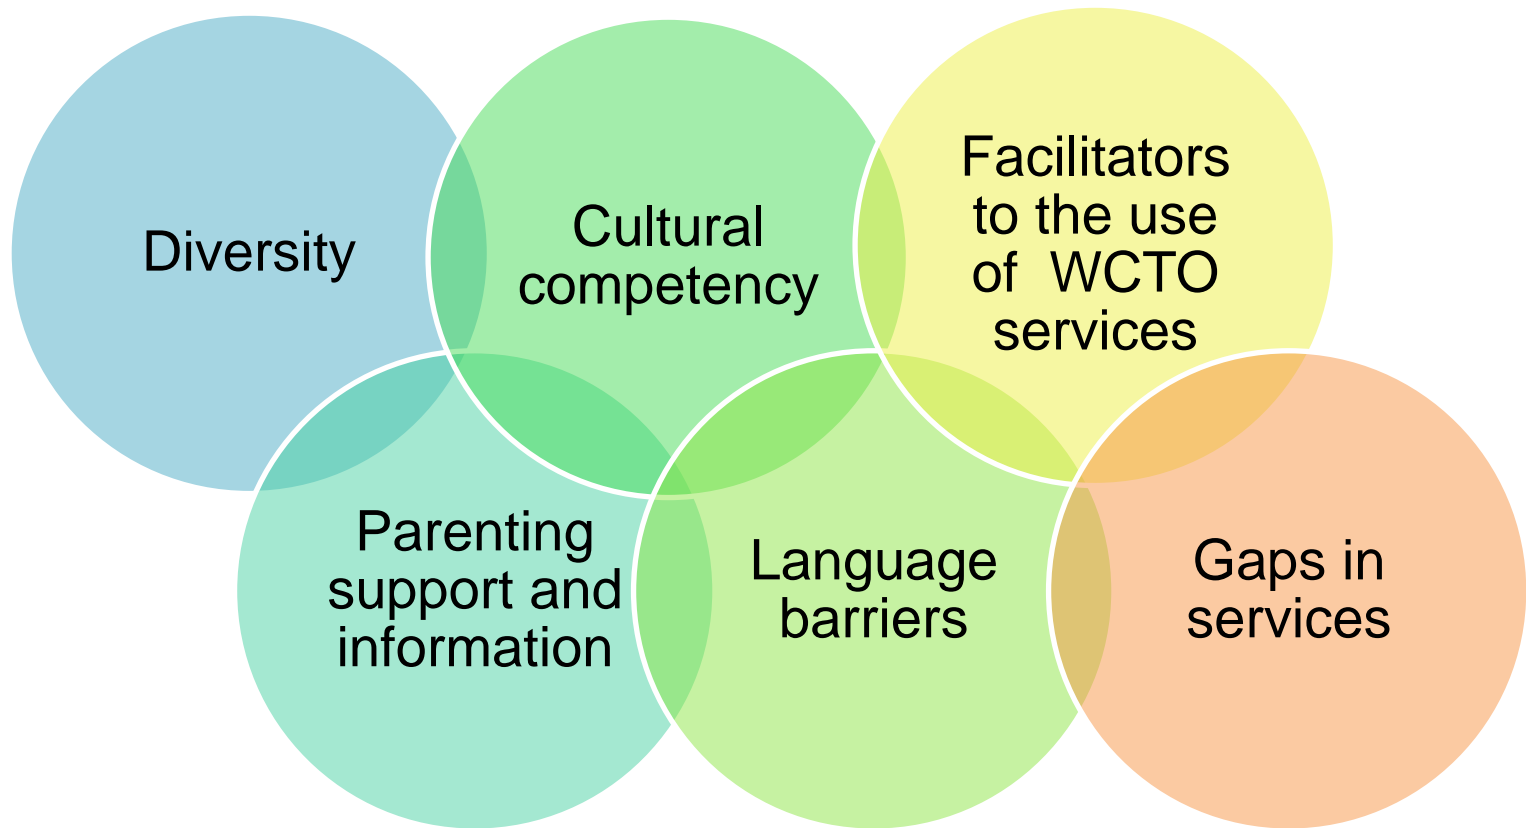 Diversity
Cultural
competency
Facilitators
to the use
of  WCTO
services
Parenting
support and
information
Language
barriers
Gaps in
services